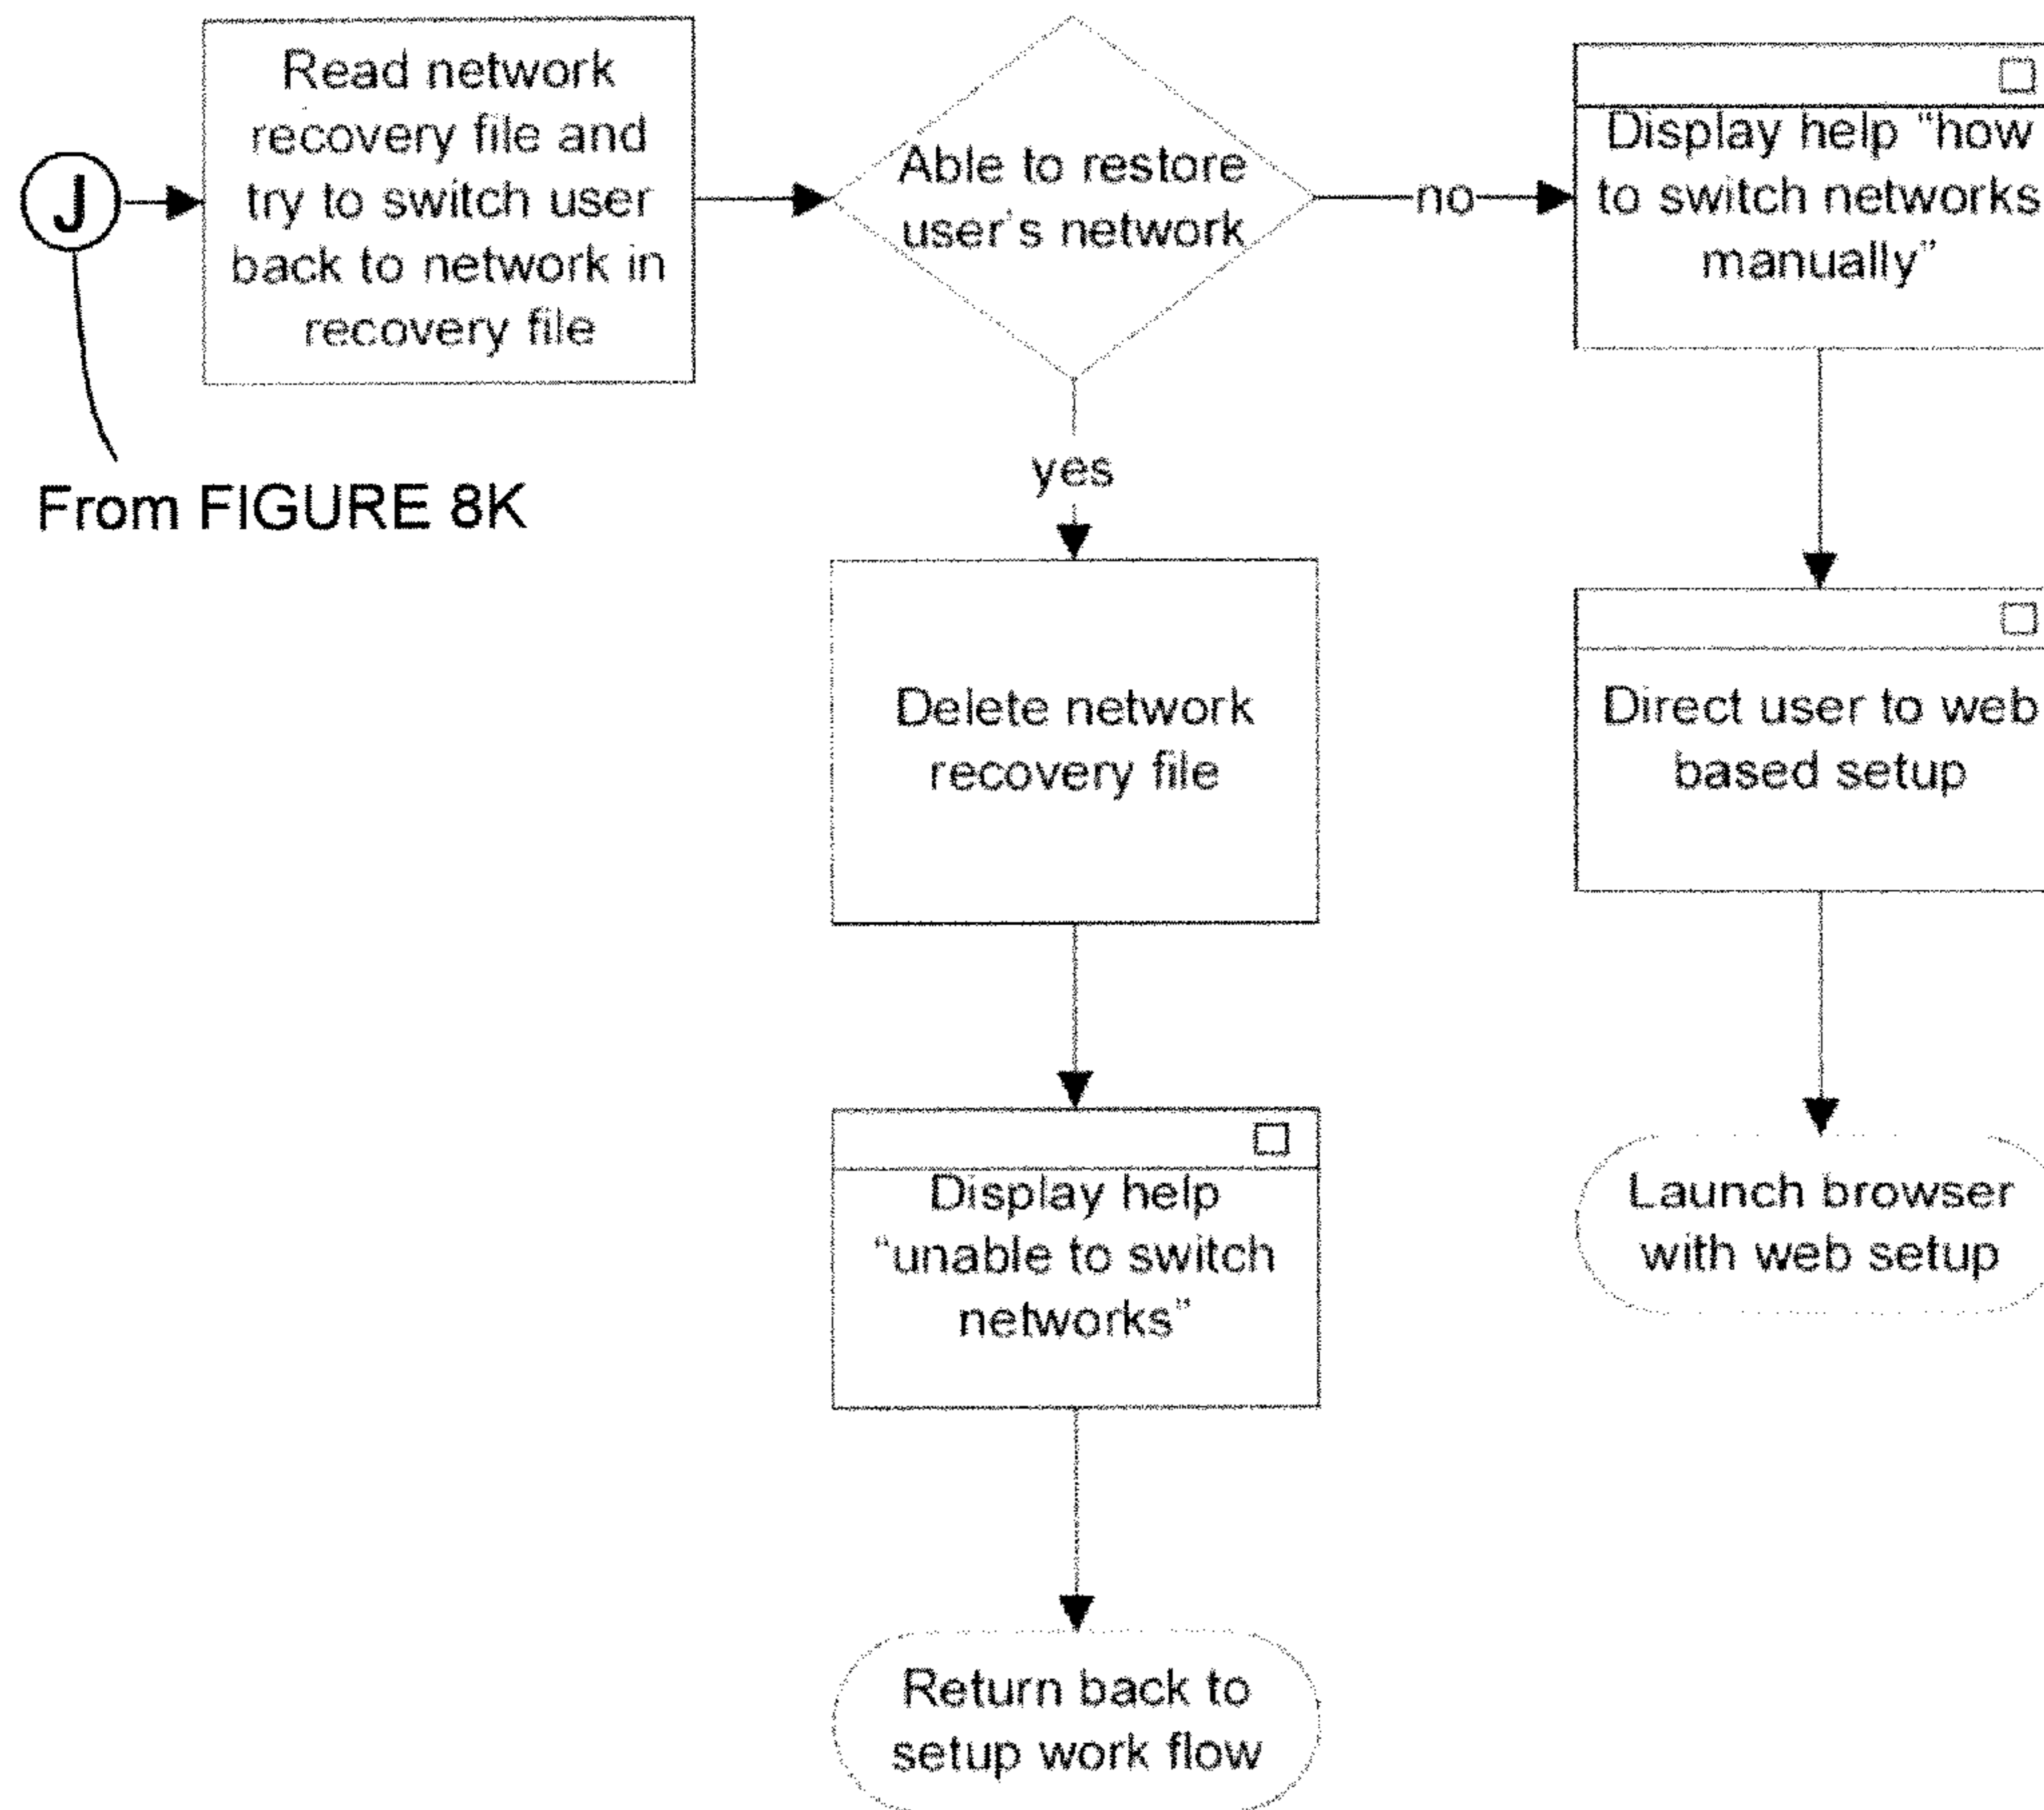 Read network
recovery file and
try to switch user
back to network in
recovery file
J
From FIGURE 8K
Able to restore
user's network
no
Display help “how
to switch networks
manually”
yes
Delete network
recovery file
Direct user to web
based setup
Display help
“unable to switch
networks”
Launch browser
with web setup
Return back to
setup work flow